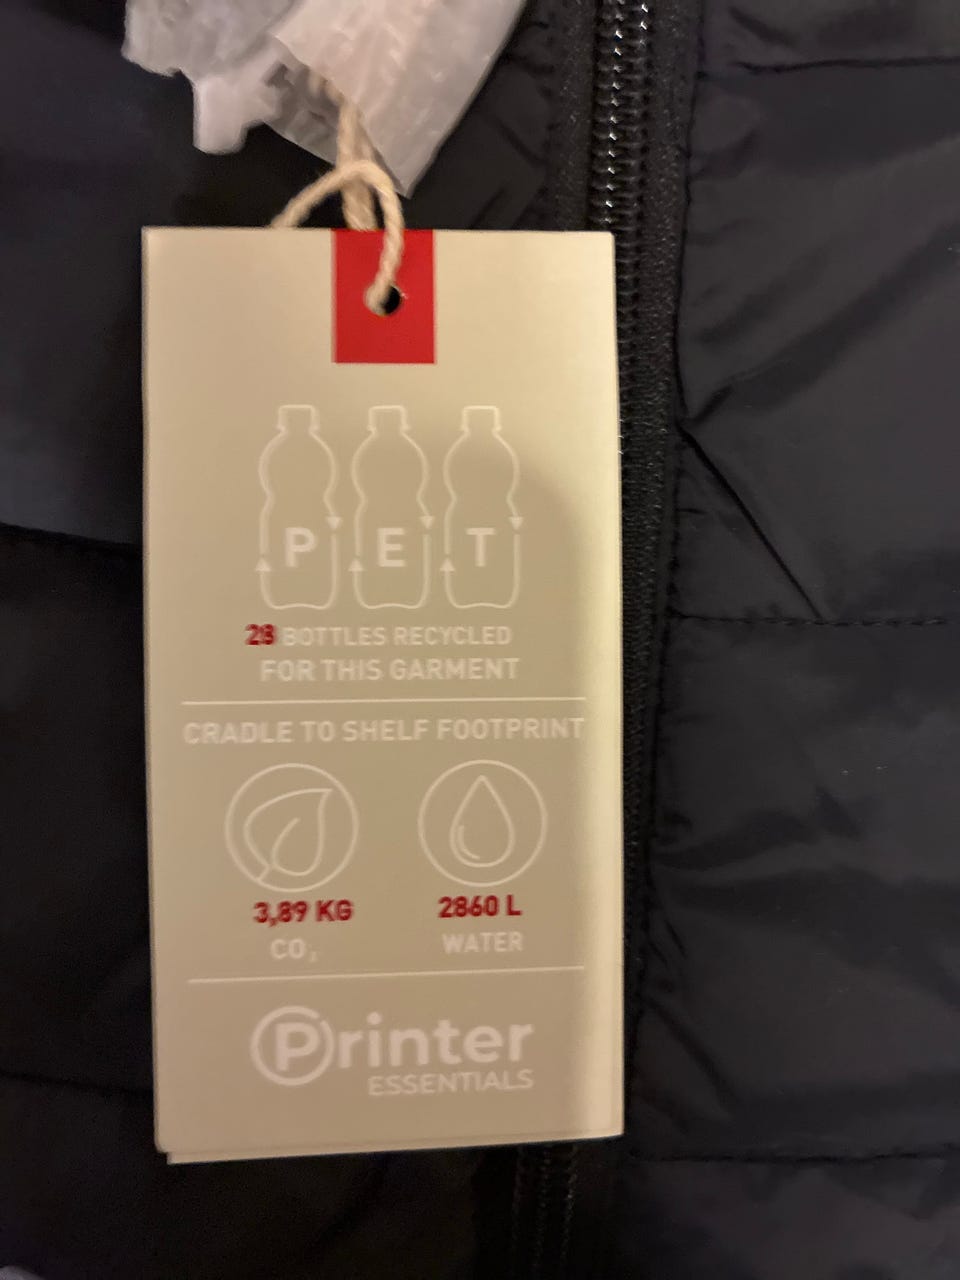 P E T
28 BOTTLES RECYCLED
FOR THIS GARMENT
CRADLE TO SHELF FOOTPRINT
3,89 KG 2860 L
CO₂ WATER
Printer
ESSENTIALS